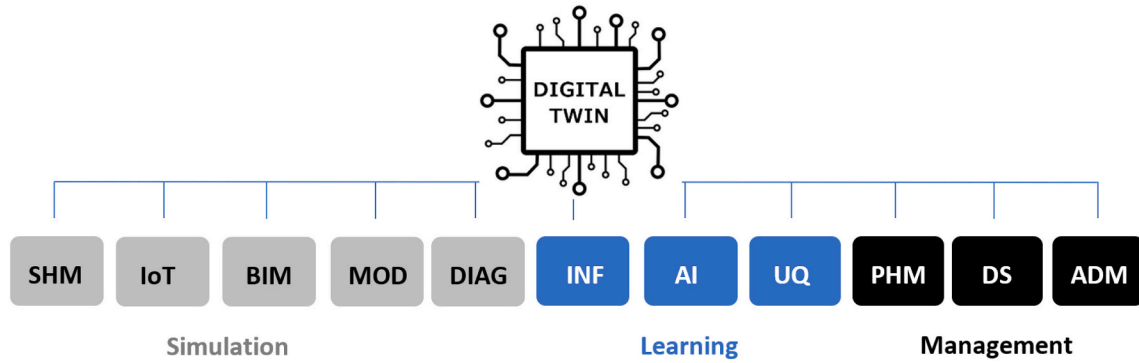 DIGITAL
TWIN
SHM IoT BIM MOD DIAG INF AI UQ PHM DS ADM
Simulation Learning Management